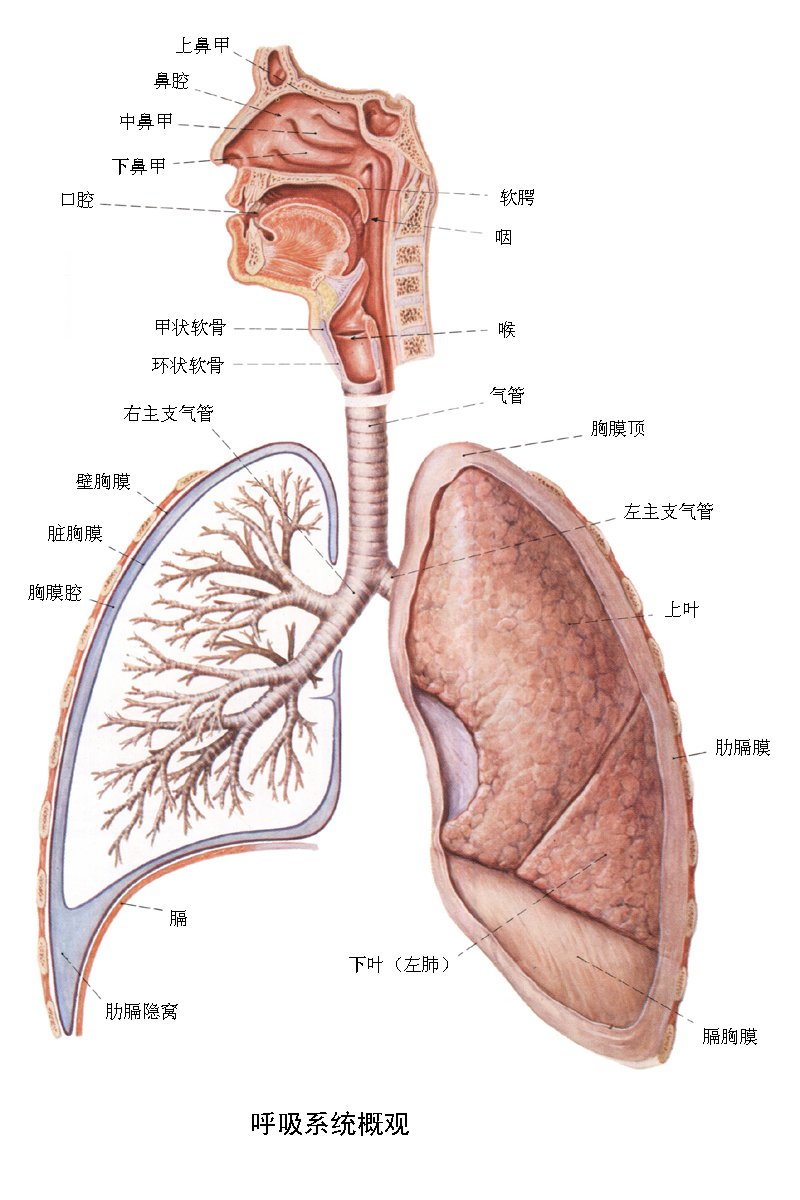 上鼻甲
鼻腔
中鼻甲
下鼻甲
口腔
软腭
咽
甲状软骨
喉
环状软骨
气管
右主支气管
胸膜顶
壁胸膜
左主支气管
脏胸膜
胸膜腔
上叶
肋膈膜
膈
下叶（左肺）
肋膈隐窝
膈胸膜
呼吸系统概观